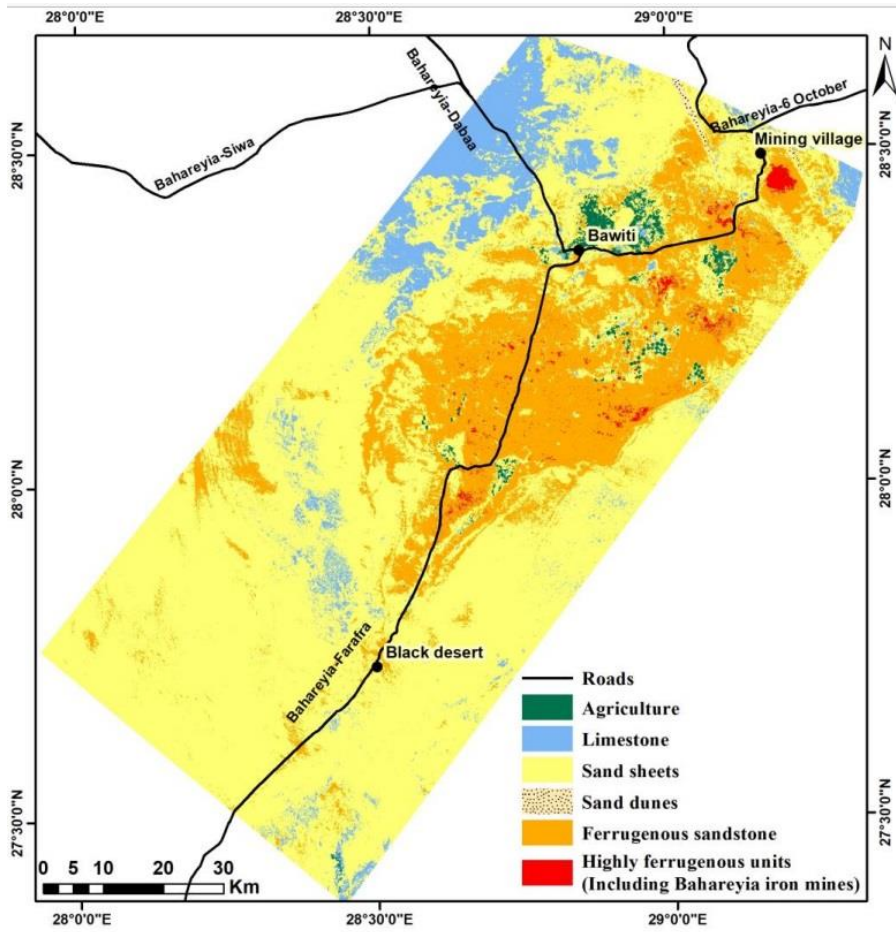 28°0'0"E 28°30'0"E 29°0'0"E
N
Bahareyia-6 October
Bahareyia-Dabaa
Mining village
28°30'0"N 28°30'0"N
Bahareyia-Siwa
Bawiti
28°0'0"N 28°0'0"N
Bahareyia-Farafra
Black desert
Roads
Agriculture
Limestone
Sand sheets
Sand dunes
27°30'0"N 27°30'0"N
Ferrugenous sandstone
Highly ferrugenous units
(Including Bahareyia iron mines)
0 5 10 20 30
Km
28°0'0"E 28°30'0"E 29°0'0"E